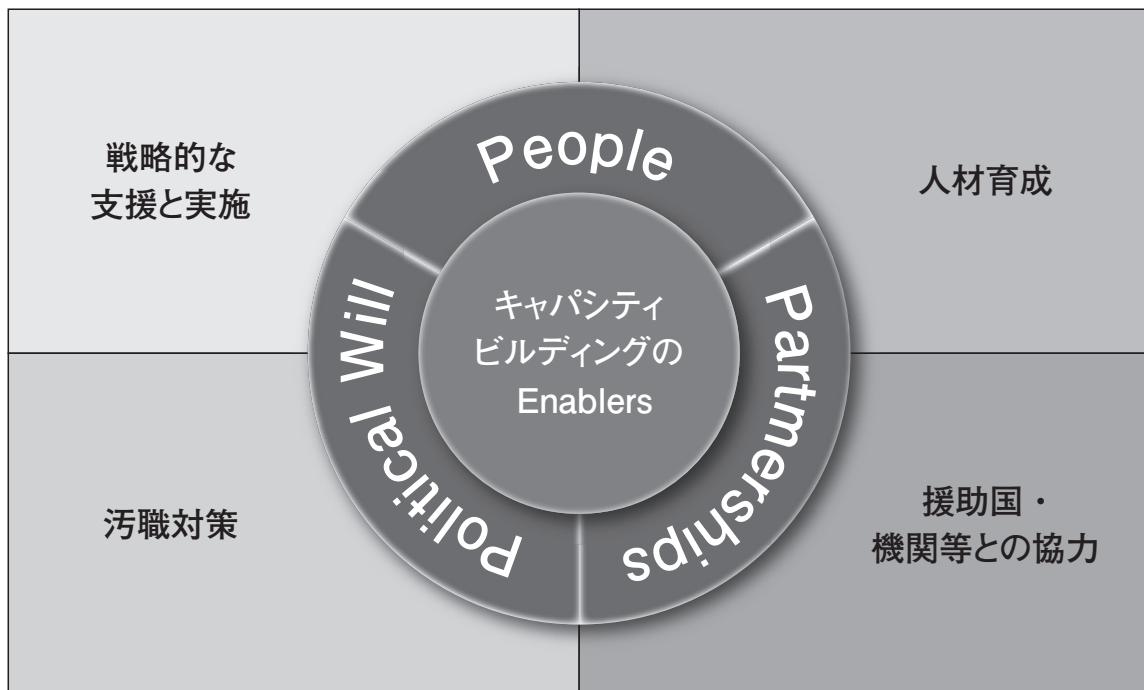 戦略的な
支援と実施
人材育成
People
Partmerships
Political Will
キャパシティ
ビルディングの
Enablers
汚職対策
援助国・
機関等との協力